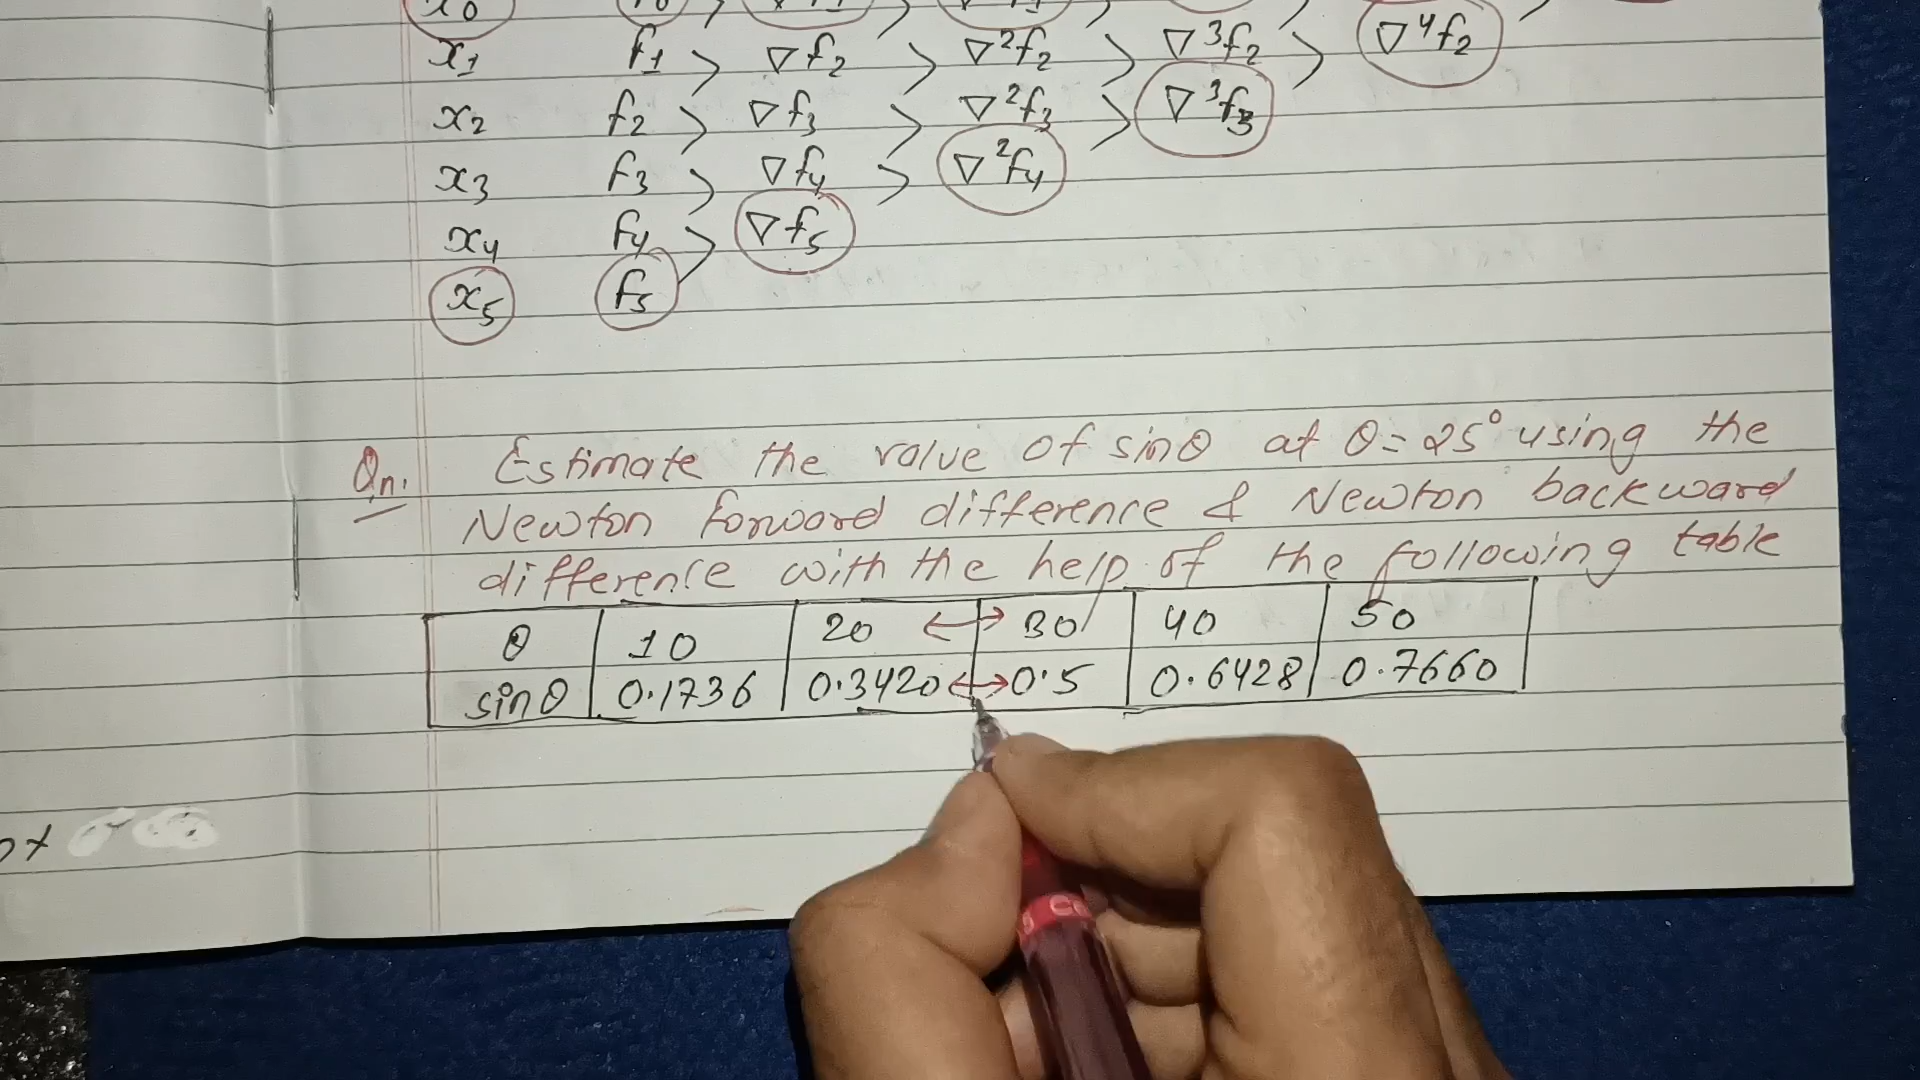 x0
x1 f1 > ∇f2 > ∇²f2 > ∇³f2 > ∇⁴f2
x2 f2 > ∇f3 > ∇²f3 > ∇³f3
x3 f3 > ∇f4 > ∇²f4
x4 f4 > ∇f5
x5 f5
Qn. Estimate the value of sinθ at θ=25° using the
Newton forword difference & Newton backward
difference with the help of the following table
θ 10 20 ↔ 30 40 50
sinθ 0.1736 0.3420 ↔ 0.5 0.6428 0.7660